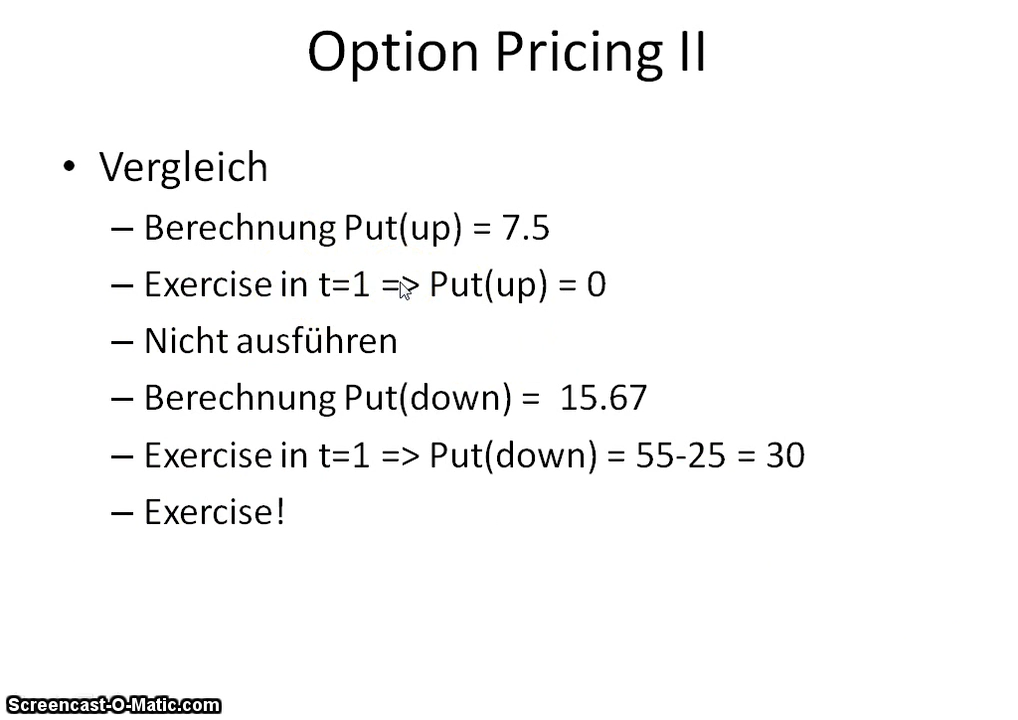 Option Pricing II
• Vergleich
– Berechnung Put(up) = 7.5
– Exercise in t=1 => Put(up) = 0
– Nicht ausführen
– Berechnung Put(down) = 15.67
– Exercise in t=1 => Put(down) = 55-25 = 30
– Exercise!
Screencast-O-Matic.com